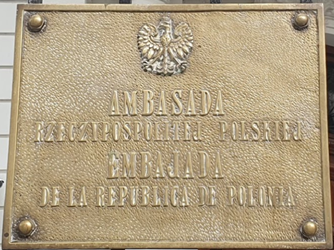 AMBASADA
RZECZYPOSPOLITEJ POLSKIEJ
EMBAJADA
DE LA REPUBLICA DE POLONIA